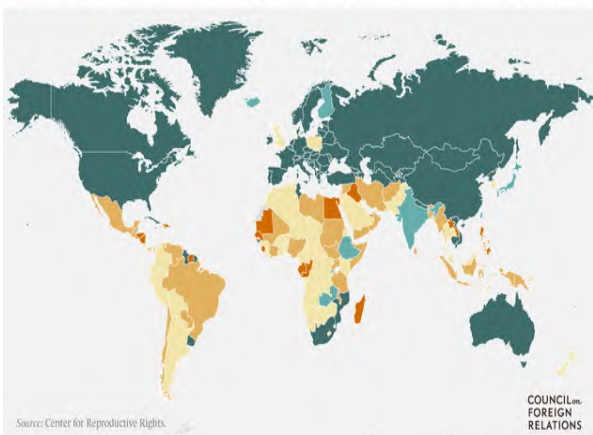 Source: Center for Reproductive Rights.
COUNCIL on
FOREIGN
RELATIONS